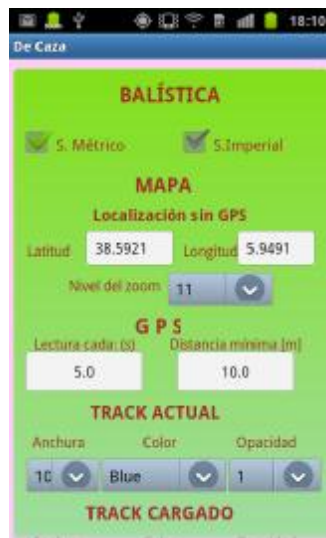 18:10
De Caza
BALÍSTICA
S. Métrico S.Imperial
MAPA
Localización sin GPS
Latitud 38.5921 Longitud 5.9491
Nivel del zoom 11
G P S
Lectura cada: (s) Distancia mínima [m]
5.0 10.0
TRACK ACTUAL
Anchura Color Opacidad
10 Blue 1
TRACK CARGADO